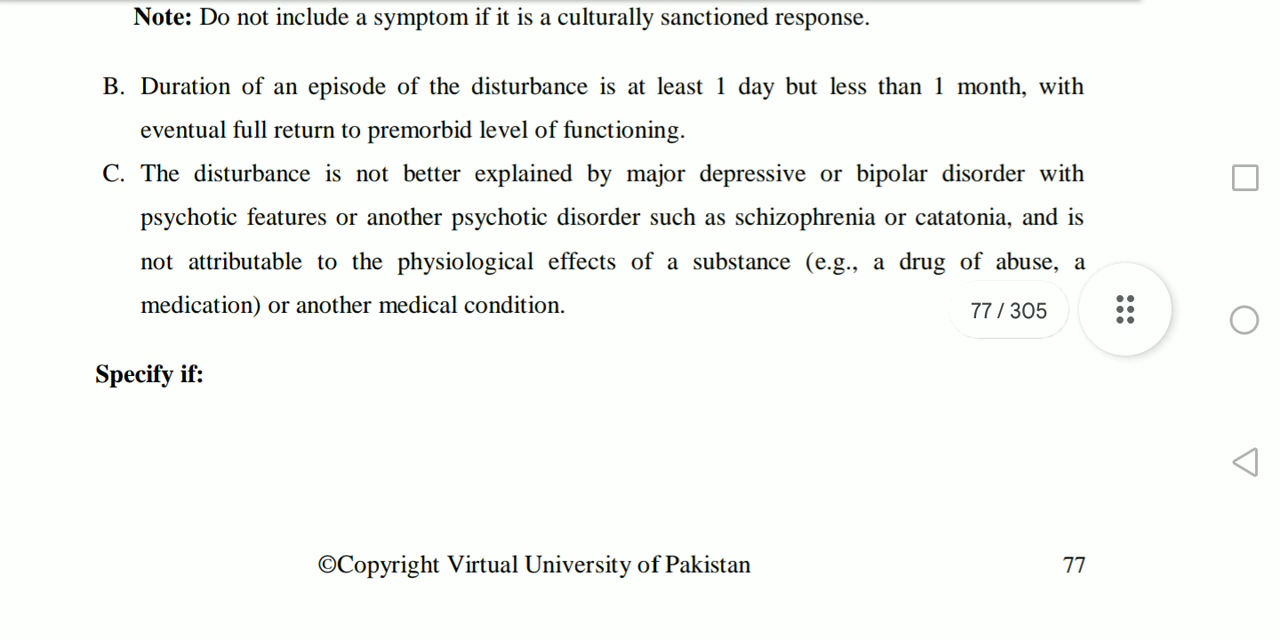 Note: Do not include a symptom if it is a culturally sanctioned response.
B. Duration of an episode of the disturbance is at least 1 day but less than 1 month, with
eventual full return to premorbid level of functioning.
C. The disturbance is not better explained by major depressive or bipolar disorder with
psychotic features or another psychotic disorder such as schizophrenia or catatonia, and is
not attributable to the physiological effects of a substance (e.g., a drug of abuse, a
medication) or another medical condition.
77 / 305
Specify if:
©Copyright Virtual University of Pakistan 77